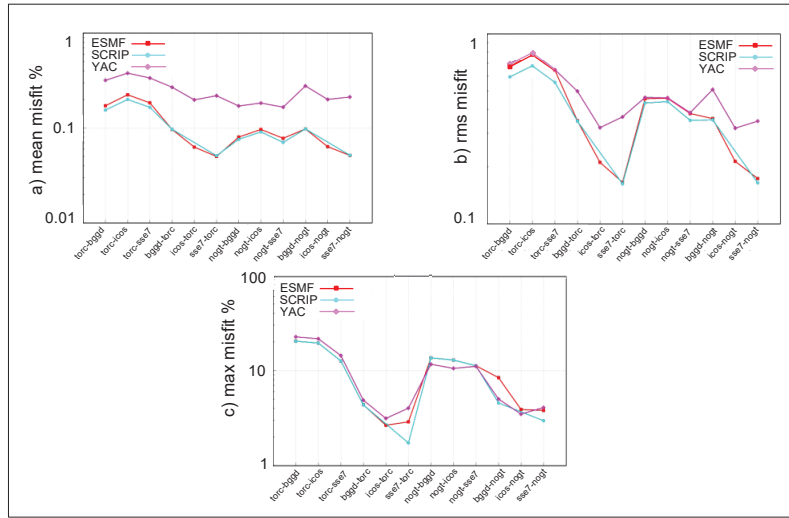 a) mean misfit %
1
0.1
0.01
ESMF
SCRIP
YAC
torc-bggd
torc-icos
torc-sse7
bggd-torc
icos-torc
sse7-torc
nogt-bggd
nogt-icos
nogt-sse7
bggd-nogt
icos-nogt
sse7-nogt
b) rms misfit
1
0.1
ESMF
SCRIP
YAC
torc-bggd
torc-icos
torc-sse7
bggd-torc
icos-torc
sse7-torc
nogt-bggd
nogt-icos
nogt-sse7
bggd-nogt
icos-nogt
sse7-nogt
c) max misfit %
100
10
1
ESMF
SCRIP
YAC
torc-bggd
torc-icos
torc-sse7
bggd-torc
icos-torc
sse7-torc
nogt-bggd
nogt-icos
nogt-sse7
bggd-nogt
icos-nogt
sse7-nogt